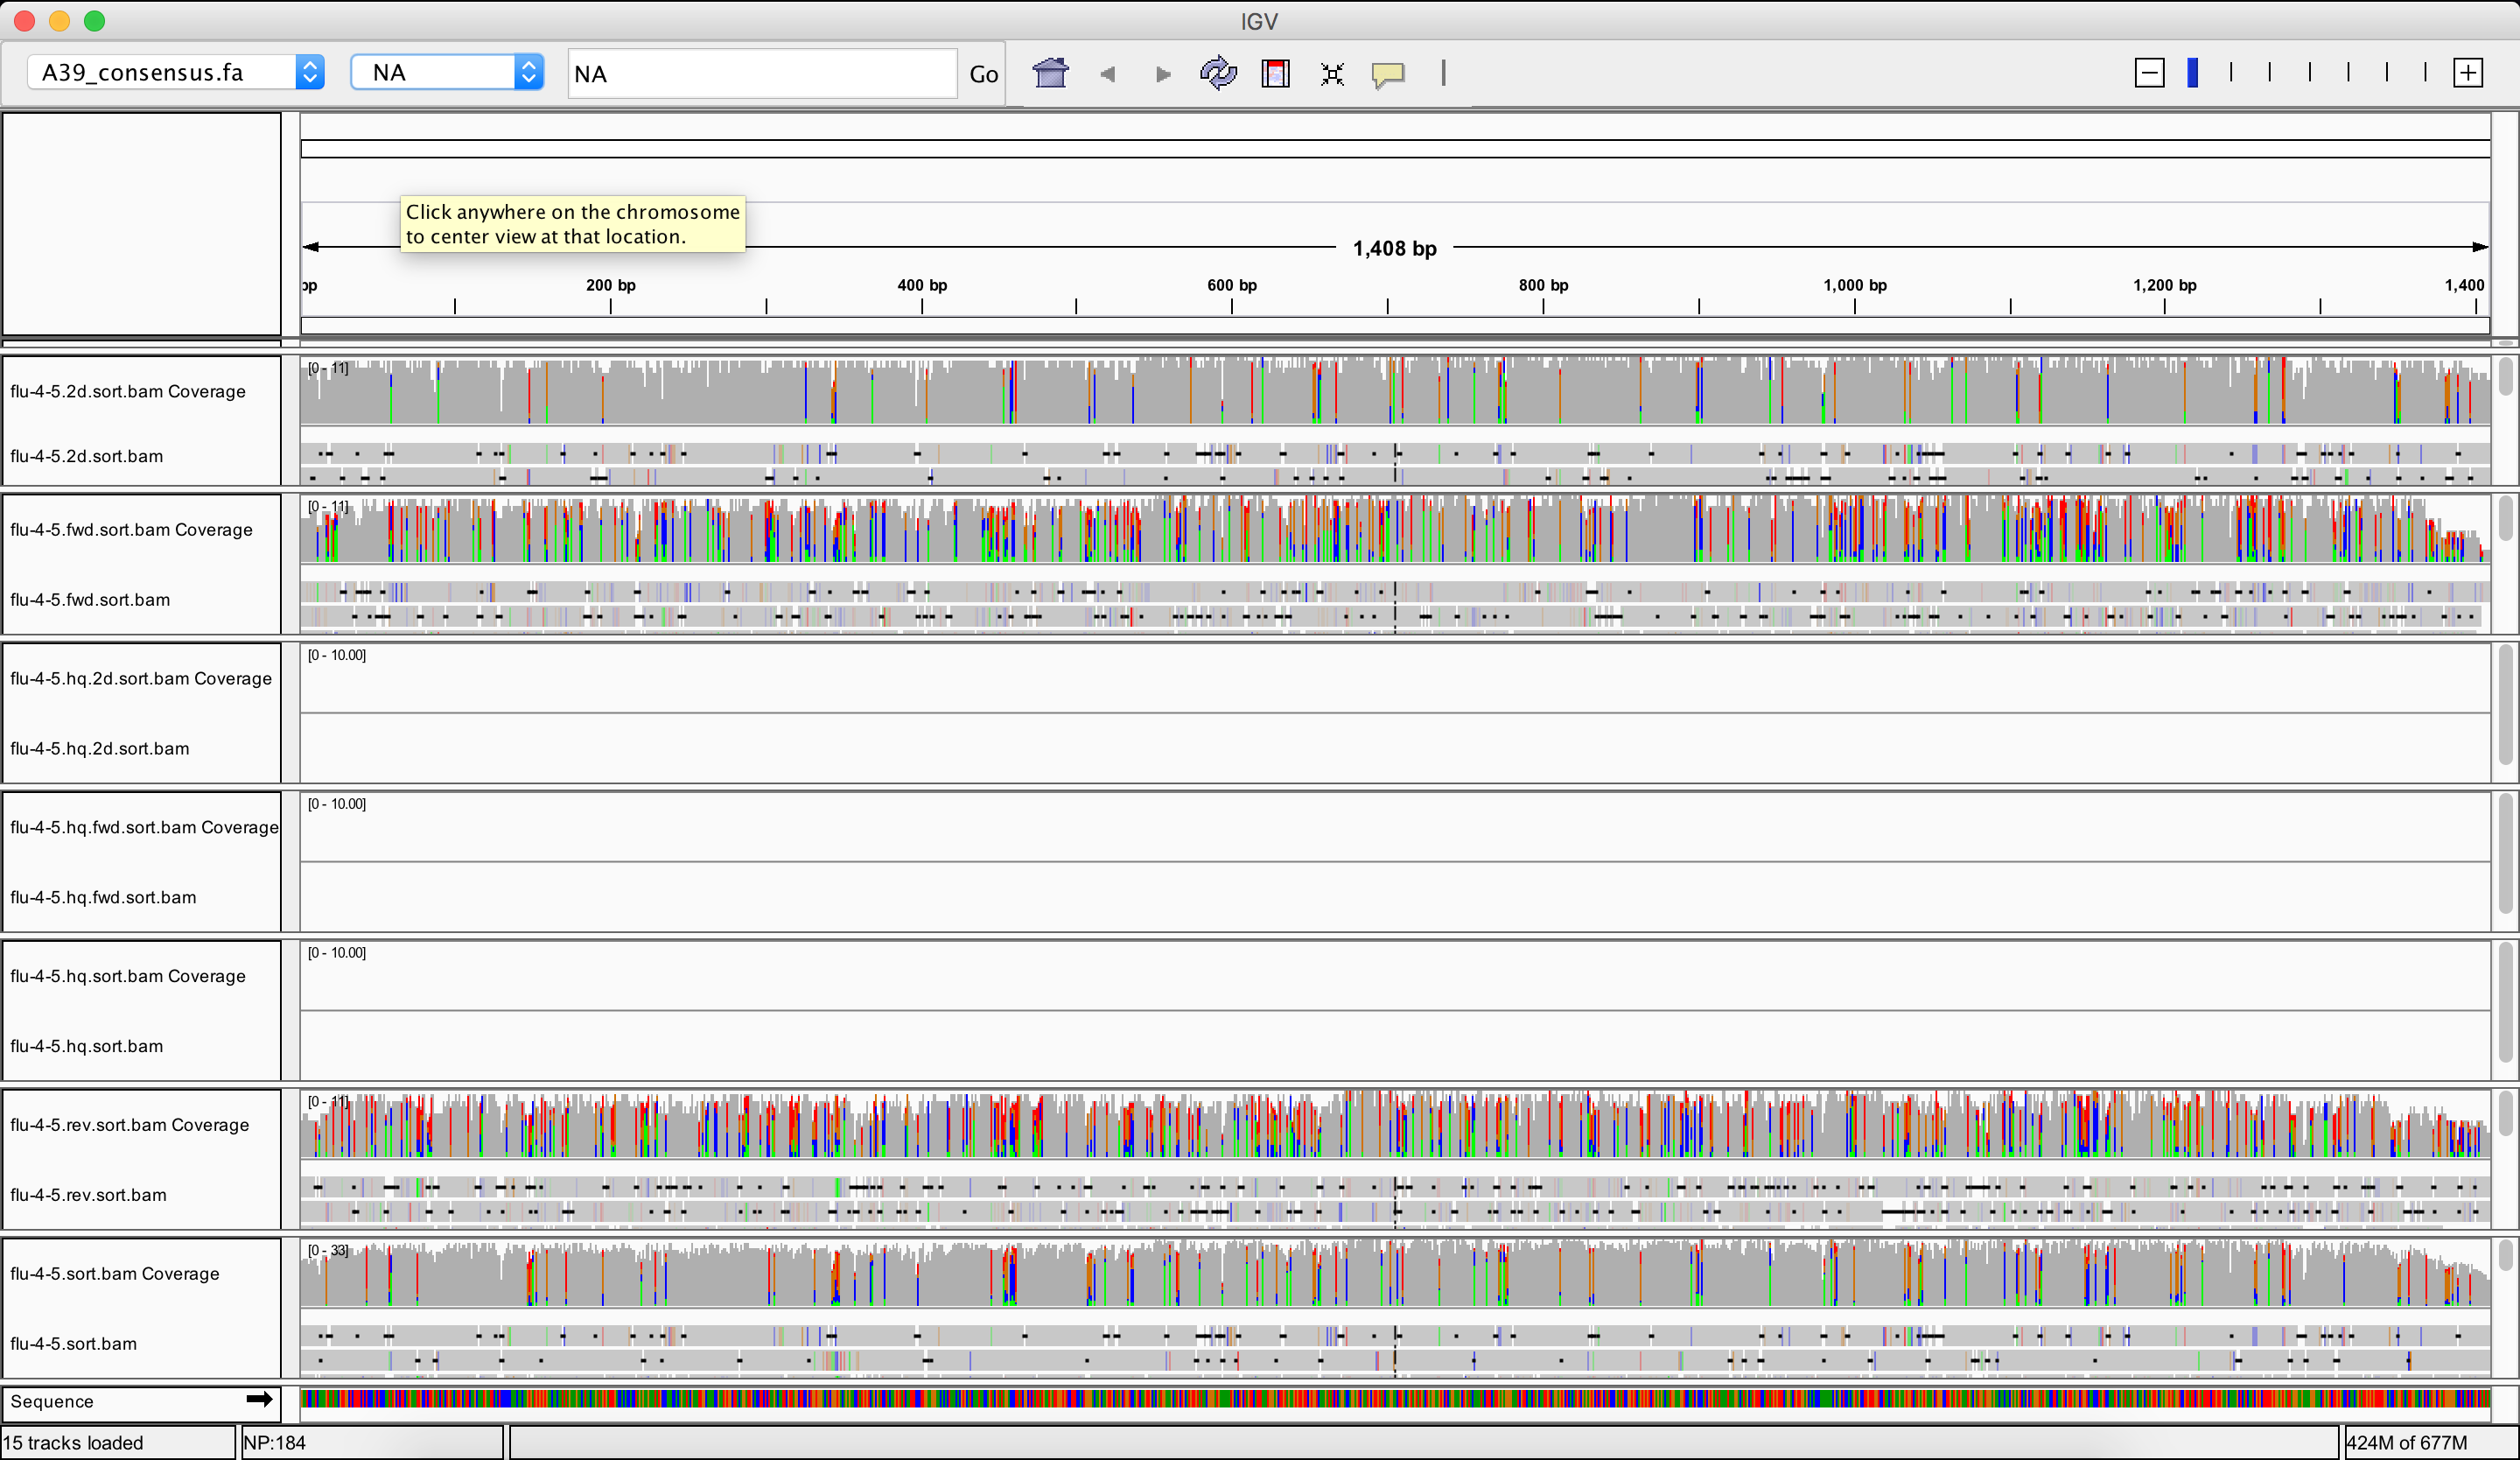 IGV
A39_consensus.fa NA NA Go
Click anywhere on the chromosome
to center view at that location.
1,408 bp
bp 200 bp 400 bp 600 bp 800 bp 1,000 bp 1,200 bp 1,400
[0 - 11]
flu-4-5.2d.sort.bam Coverage
flu-4-5.2d.sort.bam
[0 - 11]
flu-4-5.fwd.sort.bam Coverage
flu-4-5.fwd.sort.bam
[0 - 10.00]
flu-4-5.hq.2d.sort.bam Coverage
flu-4-5.hq.2d.sort.bam
[0 - 10.00]
flu-4-5.hq.fwd.sort.bam Coverage
flu-4-5.hq.fwd.sort.bam
[0 - 10.00]
flu-4-5.hq.sort.bam Coverage
flu-4-5.hq.sort.bam
[0 - 11]
flu-4-5.rev.sort.bam Coverage
flu-4-5.rev.sort.bam
[0 - 33]
flu-4-5.sort.bam Coverage
flu-4-5.sort.bam
Sequence
15 tracks loaded NP:184 424M of 677M